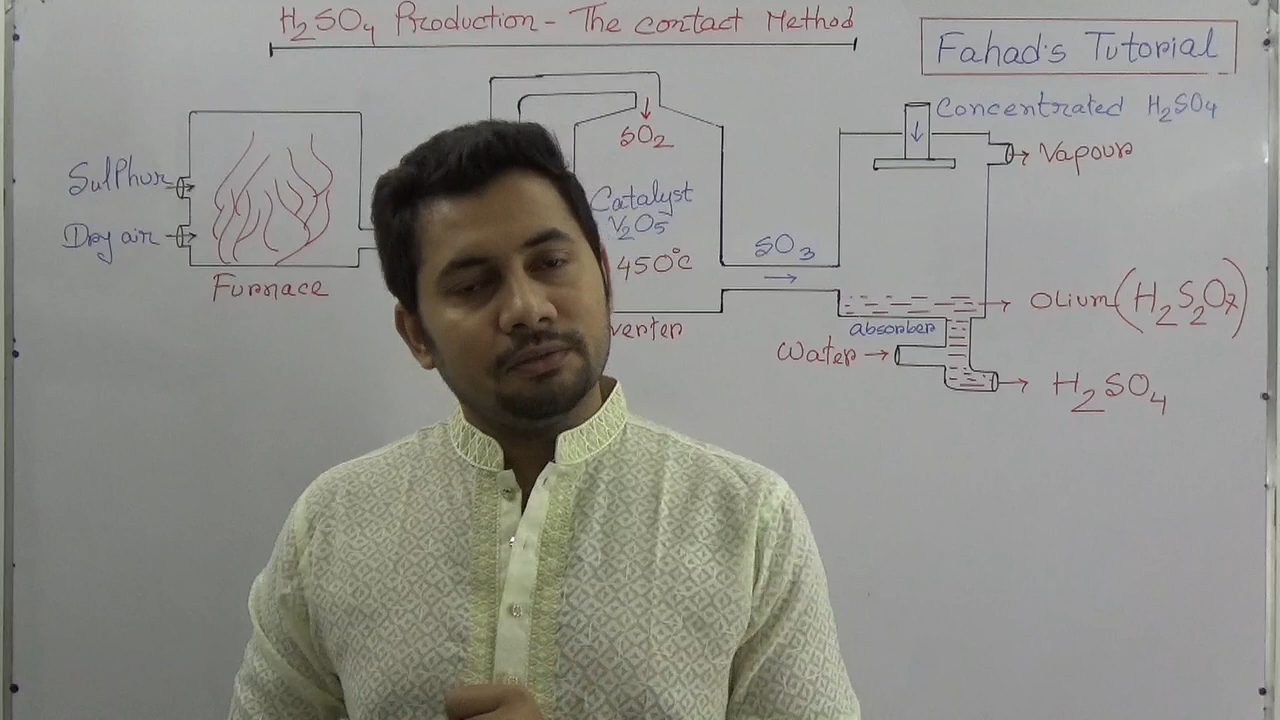 H2SO4 Production - The contact Method
Fahad's Tutorial
Concentrated H2SO4
SO2
Vapour
Sulphur
Catalyst
V2O5
Dry air
SO3
450°C
Furnace
Olium (H2S2O7)
absorber
verter
Water
H2SO4